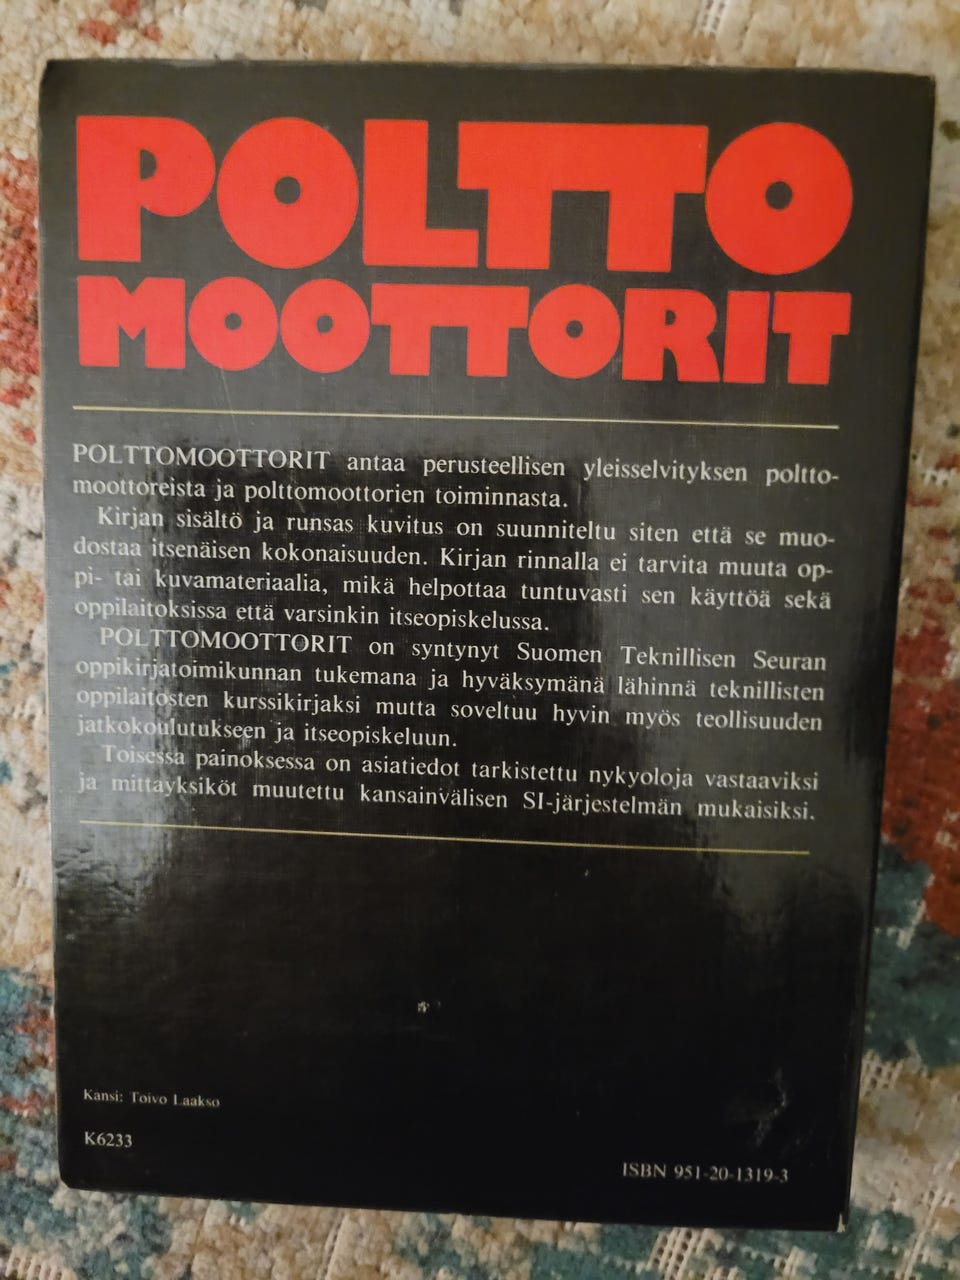 POLTTO
MOOTTORIT
POLTTOMOOTTORIT antaa perusteellisen yleisselvityksen poltto-
moottoreista ja polttomoottorien toiminnasta.
Kirjan sisältö ja runsas kuvitus on suunniteltu siten että se muo-
dostaa itsenäisen kokonaisuuden. Kirjan rinnalla ei tarvita muuta op-
pi- tai kuvamateriaalia, mikä helpottaa tuntuvasti sen käyttöä sekä
oppilaitoksissa että varsinkin itseopiskelussa.
POLTTOMOOTTORIT on syntynyt Suomen Teknillisen Seuran
oppikirjatoimikunnan tukemana ja hyväksymänä lähinnä teknillisten
oppilaitosten kurssikirjaksi mutta soveltuu hyvin myös teollisuuden
jatkokoulutukseen ja itseopiskeluun.
Toisessa painoksessa on asiatiedot tarkistettu nykyoloja vastaaviksi
ja mittayksiköt muutettu kansainvälisen SI-järjestelmän mukaisiksi.
Kansi: Toivo Laakso
K6233
ISBN 951-20-1319-3